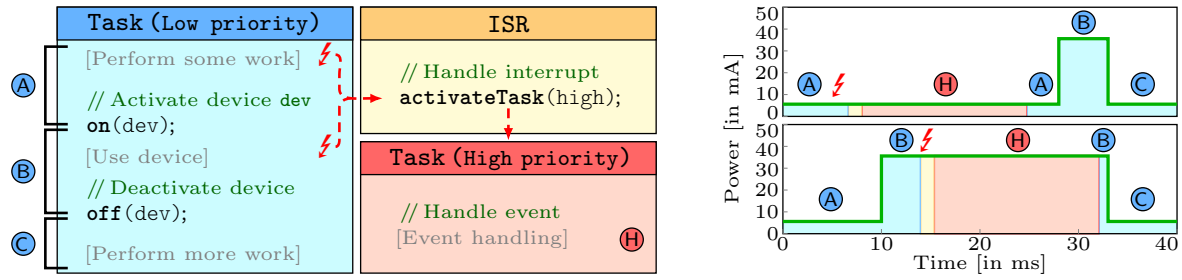 Task (Low priority)
A
[Perform some work]
// Activate device dev
on(dev);
B
[Use device]
// Deactivate device
off(dev);
C
[Perform more work]
ISR
// Handle interrupt
activateTask(high);
Task (High priority)
// Handle event
[Event handling]
H
Power [in mA]
50
40
30
20
10
0
A
H
A
B
C
50
40
30
20
10
0
A
B
H
B
C
0
10
20
30
40
Time [in ms]